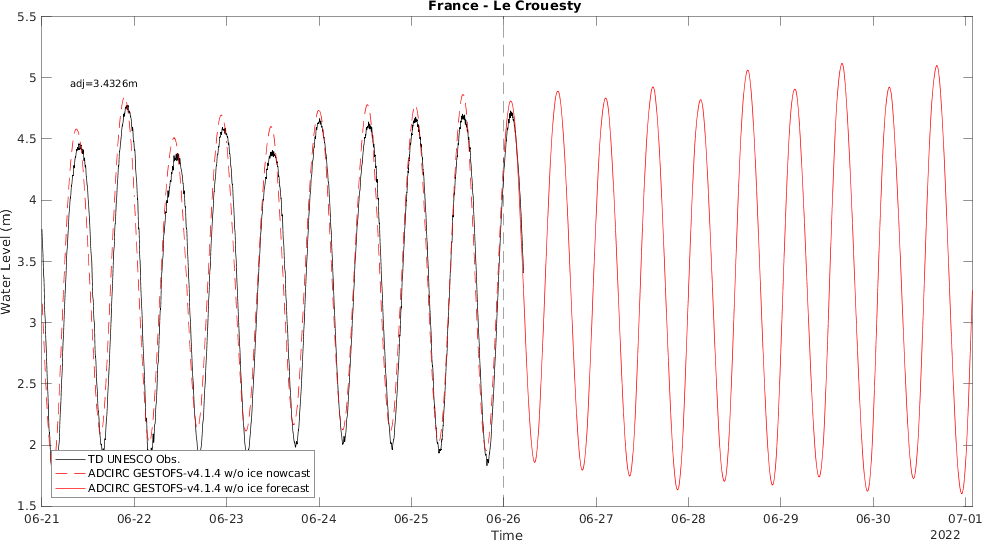 France - Le Crouesty
5.5
5
4.5
4
3.5
3
2.5
2
1.5
Water Level (m)
adj=3.4326m
TD UNESCO Obs.
ADCIRC GESTOFS-v4.1.4 w/o ice nowcast
ADCIRC GESTOFS-v4.1.4 w/o ice forecast
06-21 06-22 06-23 06-24 06-25 06-26 06-27 06-28 06-29 06-30 07-01
Time
2022